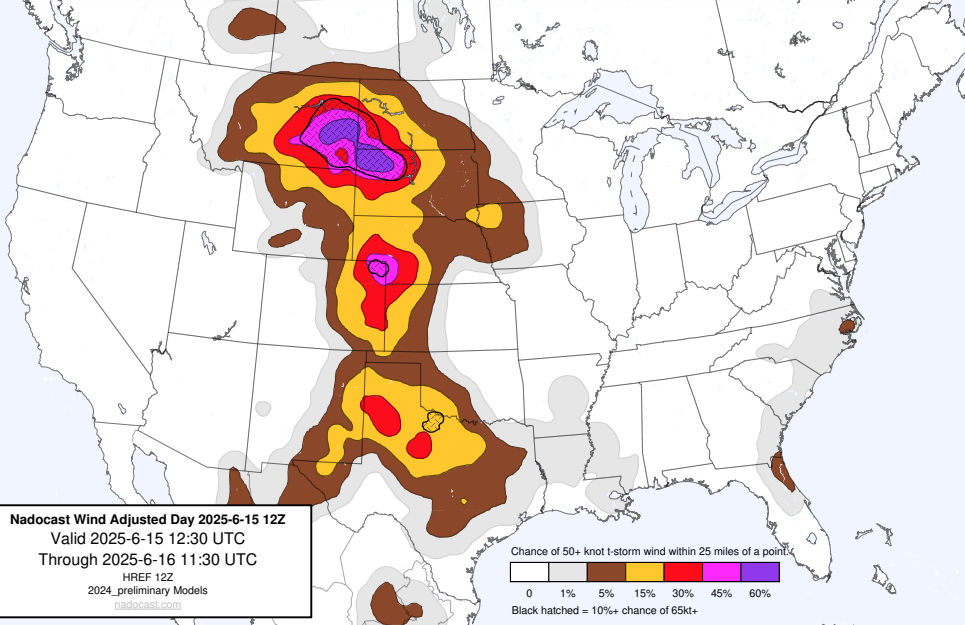 Nadocast Wind Adjusted Day 2025-6-15 12Z
Valid 2025-6-15 12:30 UTC
Through 2025-6-16 11:30 UTC
HREF 12Z
2024_preliminary Models
nadocast.com
Chance of 50+ knot t-storm wind within 25 miles of a point.
0 1% 5% 15% 30% 45% 60%
Black hatched = 10%+ chance of 65kt+